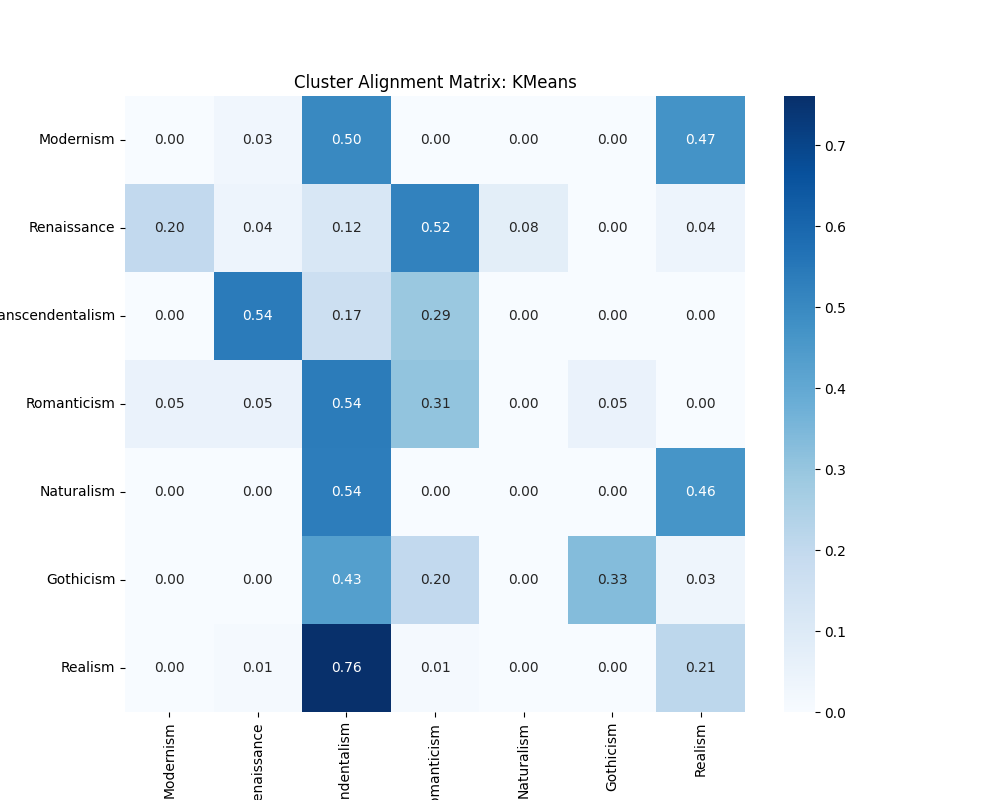 Cluster Alignment Matrix: KMeans
Modernism 0.00 0.03 0.50 0.00 0.00 0.00 0.47
Renaissance 0.20 0.04 0.12 0.52 0.08 0.00 0.04
anscendentalism 0.00 0.54 0.17 0.29 0.00 0.00 0.00
Romanticism 0.05 0.05 0.54 0.31 0.00 0.05 0.00
Naturalism 0.00 0.00 0.54 0.00 0.00 0.00 0.46
Gothicism 0.00 0.00 0.43 0.20 0.00 0.33 0.03
Realism 0.00 0.01 0.76 0.01 0.00 0.00 0.21
Modernism
enaissance
ndentalism
omanticism
Naturalism
Gothicism
Realism
0.7
0.6
0.5
0.4
0.3
0.2
0.1
0.0